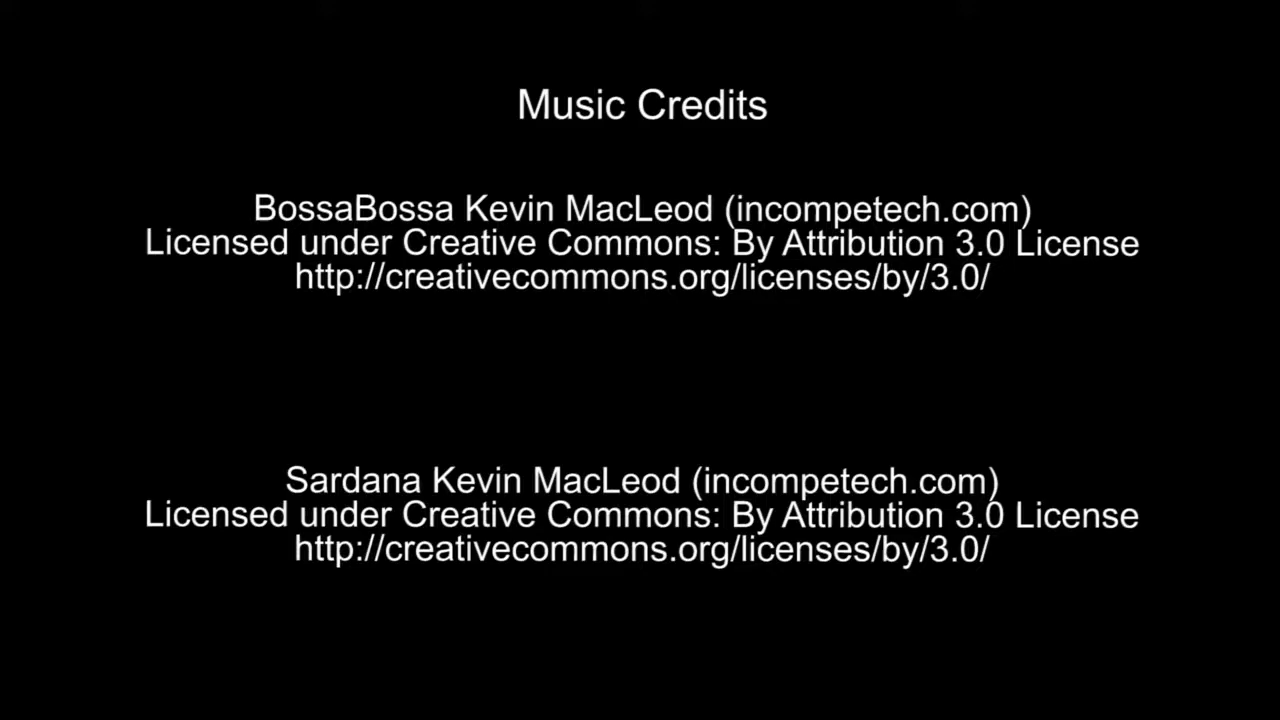 Music Credits
BossaBossa Kevin MacLeod (incompetech.com)
Licensed under Creative Commons: By Attribution 3.0 License
http://creativecommons.org/licenses/by/3.0/
Sardana Kevin MacLeod (incompetech.com)
Licensed under Creative Commons: By Attribution 3.0 License
http://creativecommons.org/licenses/by/3.0/